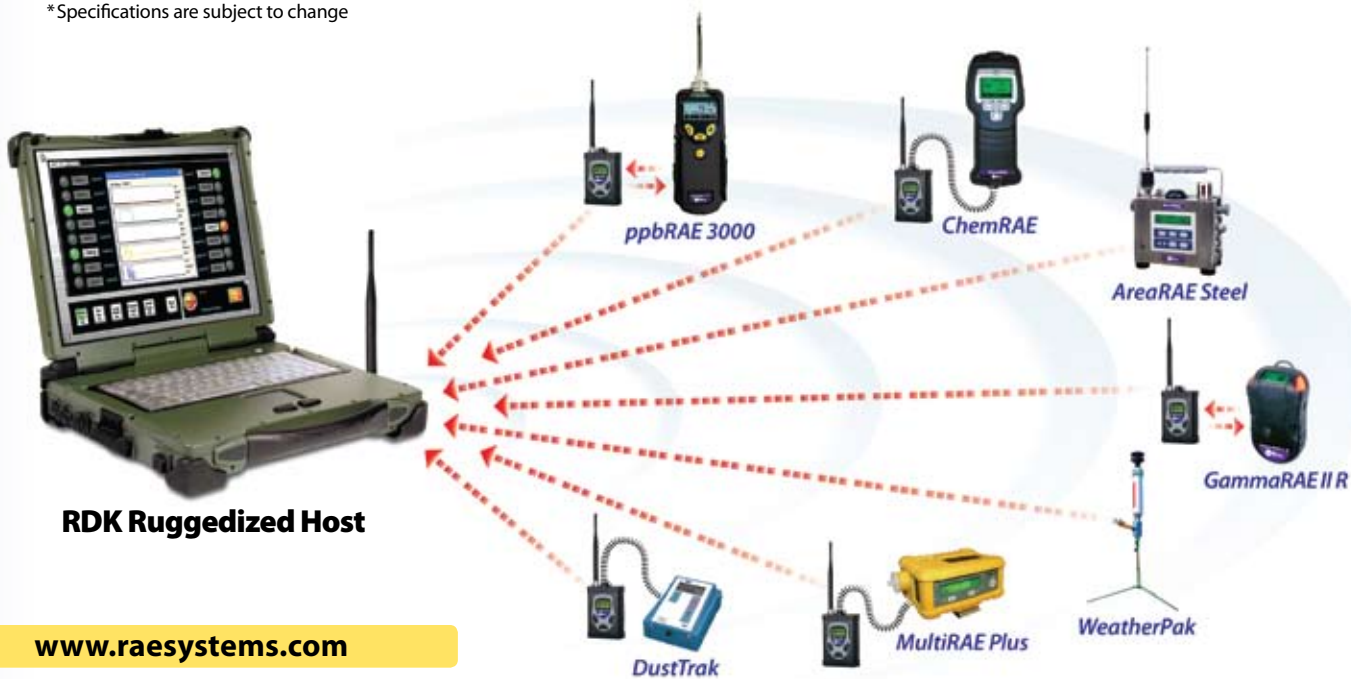 *Specifications are subject to change
ppbRAE 3000
ChemRAE
AreaRAE Steel
GammaRAE II R
RDK Ruggedized Host
WeatherPak
MultiRAE Plus
DustTrak
www.raesystems.com